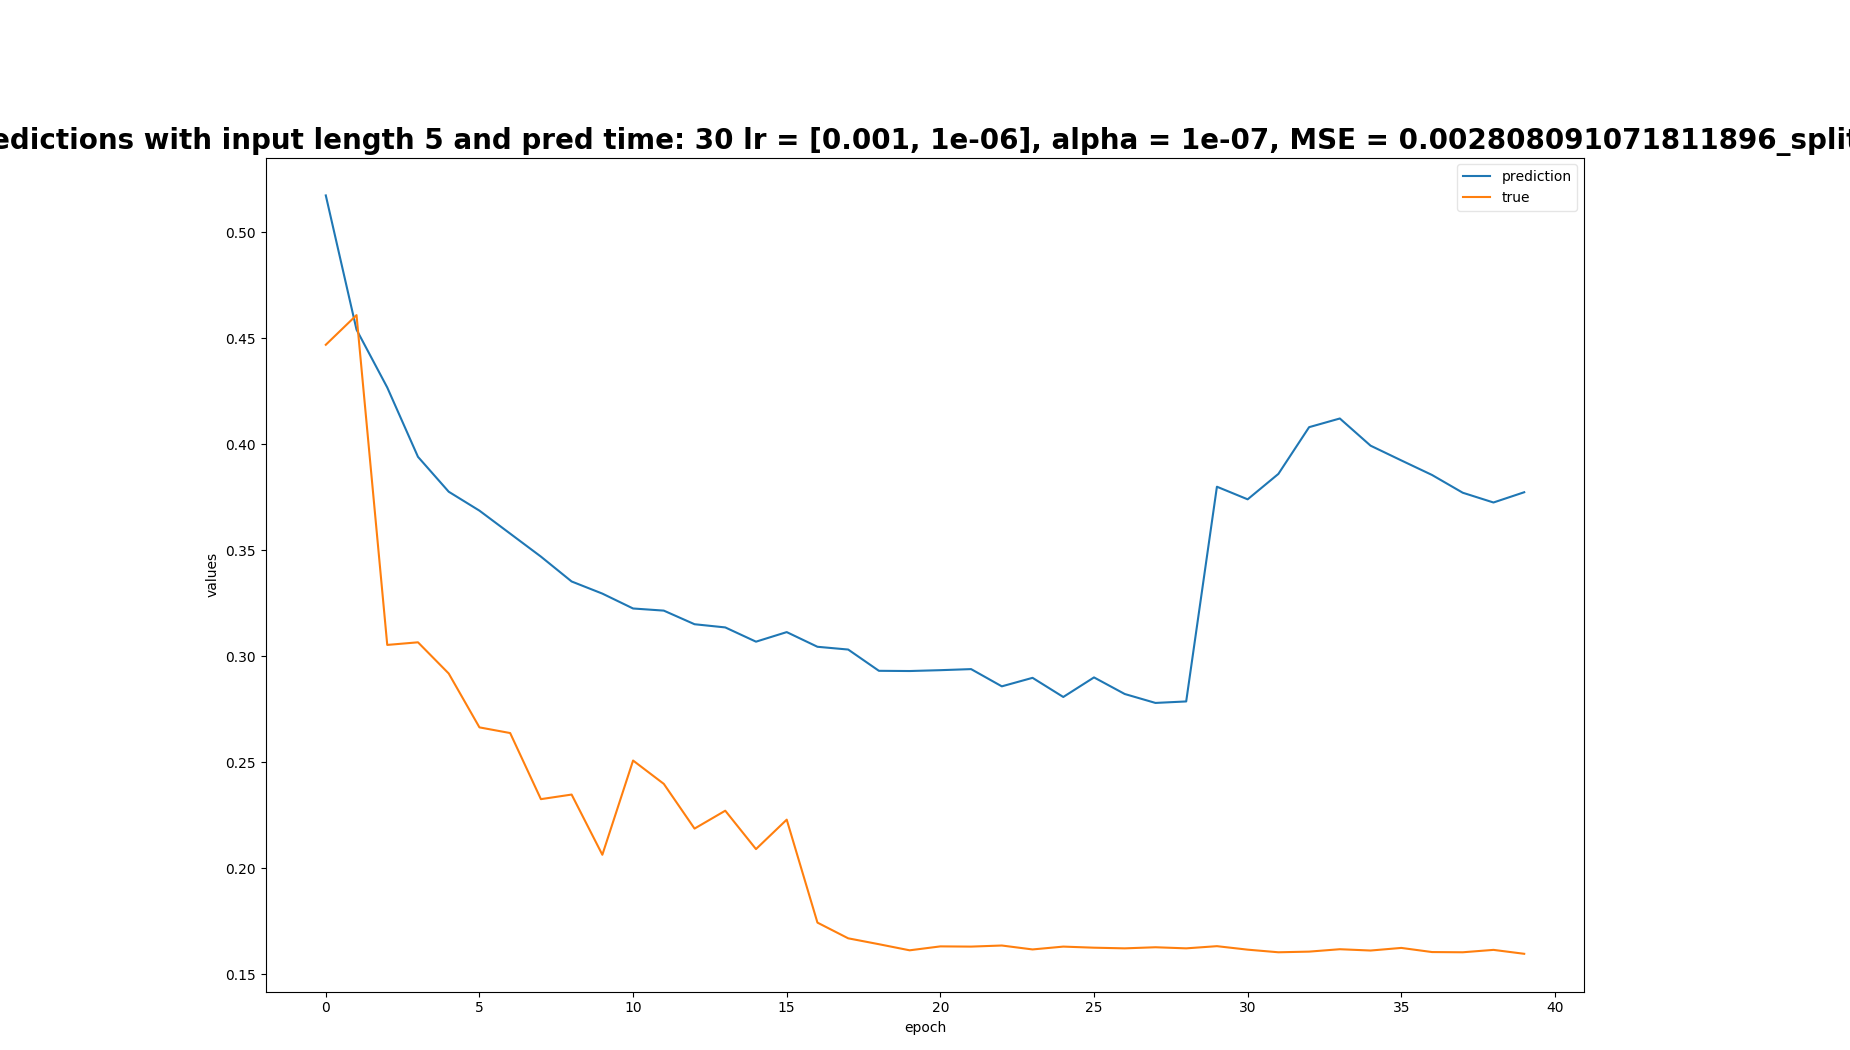 edictions with input length 5 and pred time: 30 lr = [0.001, 1e-06], alpha = 1e-07, MSE = 0.002808091071811896_split
prediction
true
0.50
0.45
0.40
0.35
0.30
0.25
0.20
0.15
values
0 5 10 15 20 25 30 35 40
epoch